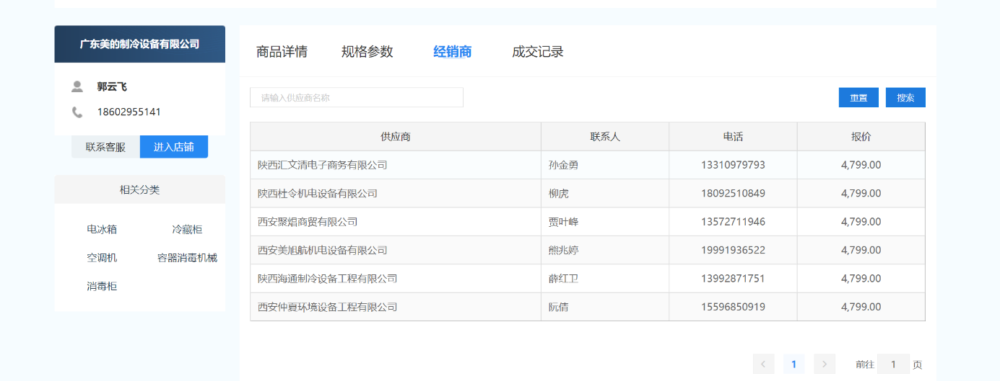 广东美的制冷设备有限公司
郭云飞
18602955141
联系客服 进入店铺
相关分类
电冰箱 冷藏柜
空调机 容器消毒机械
消毒柜
商品详情 规格参数 经销商 成交记录
请输入供应商名称 重置 搜索
供应商 联系人 电话 报价
陕西汇文清电子商务有限公司 孙金勇 13310979793 4,799.00
陕西杜令机电设备有限公司 柳虎 18092510849 4,799.00
西安聚焻商贸有限公司 贾叶峰 13572711946 4,799.00
西安美旭航机电设备有限公司 熊兆婷 19991936522 4,799.00
陕西海通制冷设备工程有限公司 薛红卫 13992871751 4,799.00
西安仲夏环境设备工程有限公司 阮倩 15596850919 4,799.00
< 1 > 前往 1 页